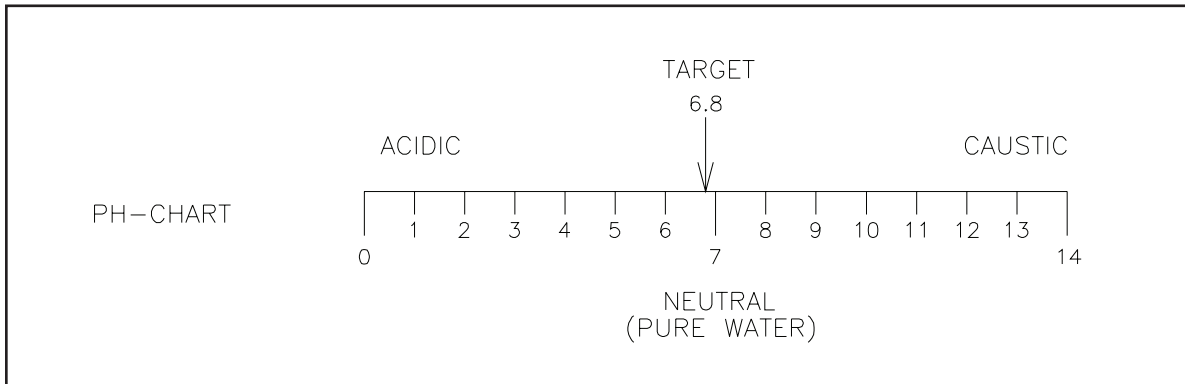 TARGET
6.8
ACIDIC CAUSTIC
PH-CHART
1 2 3 4 5 6 8 9 10 11 12 13
0 7 14
NEUTRAL
(PURE WATER)